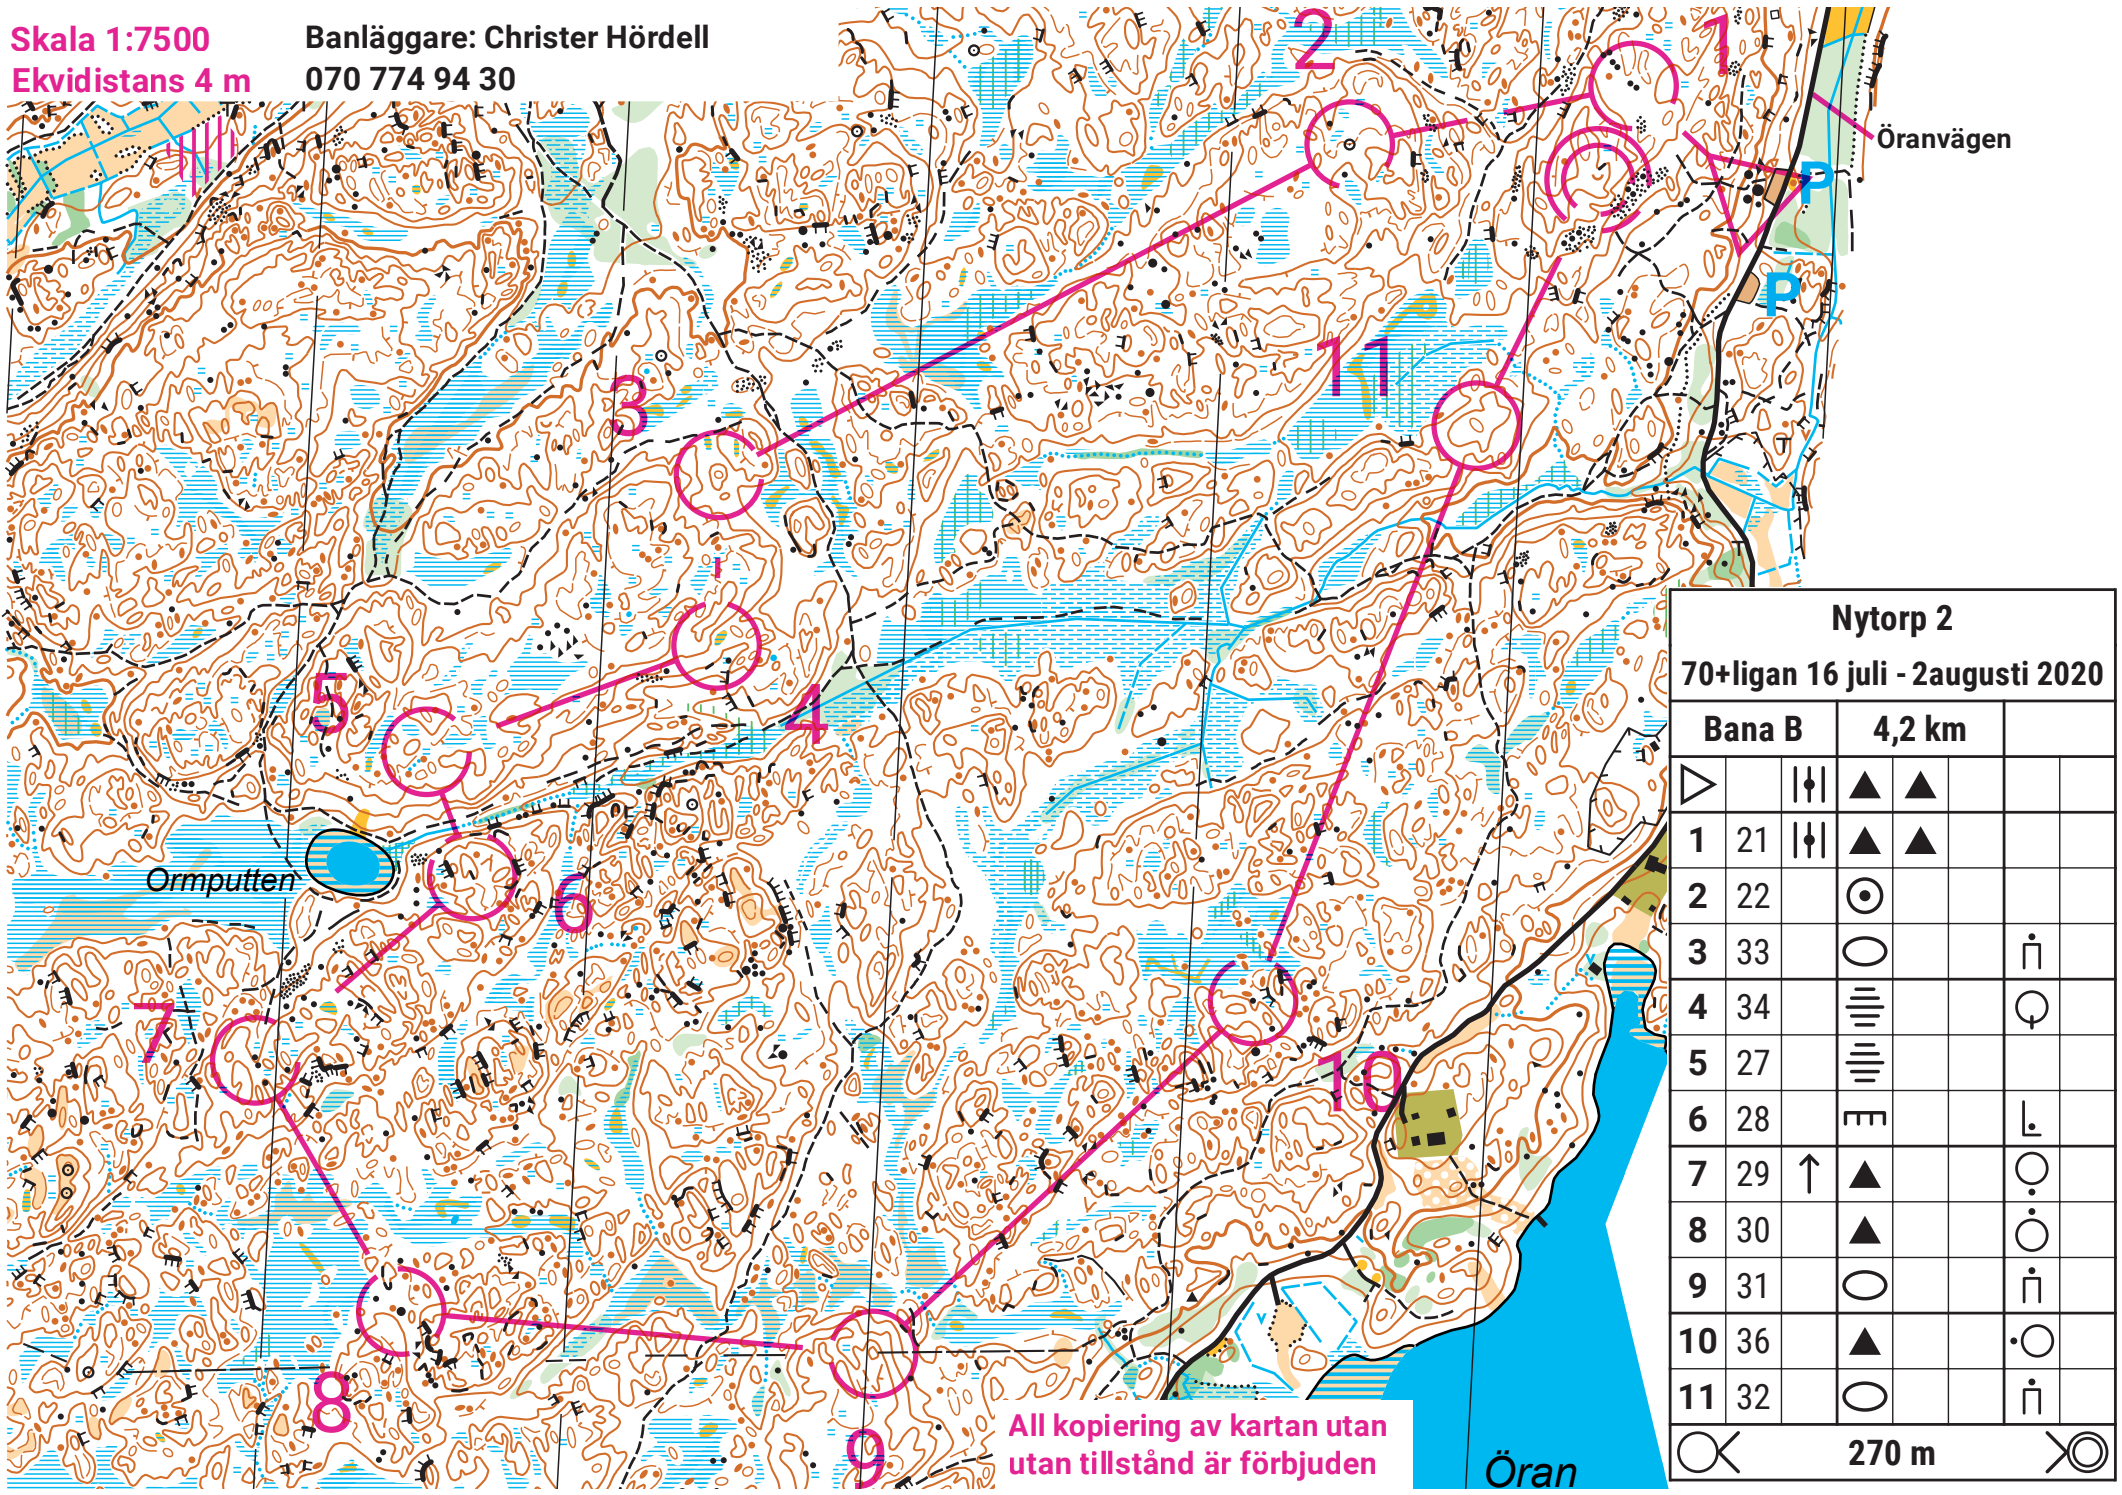 Skala 1:7500
Ekvidistans 4 m
Banläggare: Christer Hördell
070 774 94 30
2
1
Öranvägen
P
P
11
3
4
5
Ormputten
6
7
10
8
9
All kopiering av kartan utan
utan tillstånd är förbjuden
Öran
Nytorp 2
70+ligan 16 juli - 2augusti 2020
Bana B 4,2 km
1 21
2 22
3 33
4 34
5 27
6 28
7 29
8 30
9 31
10 36
11 32
270 m